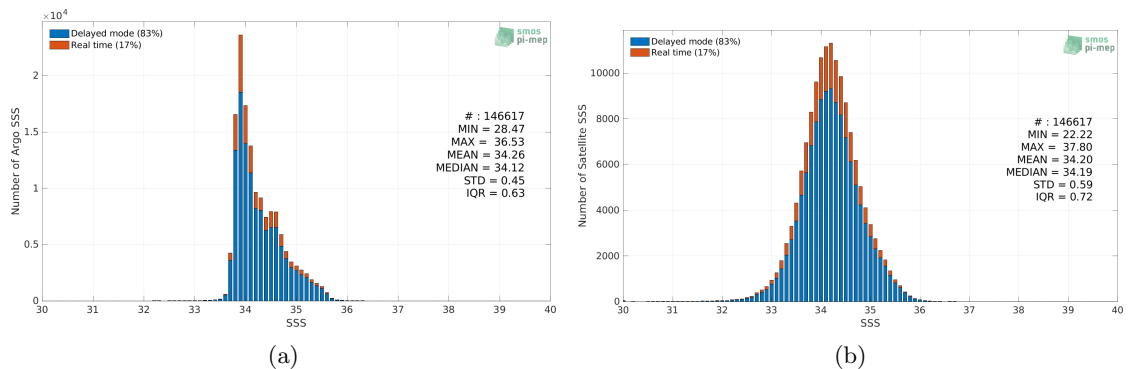 ×10^4
Delayed mode (83%)
Real time (17%)
smos
pi-mep
Number of Argo SSS
2
1.5
1
0.5
0
# : 146617
MIN = 28.47
MAX = 36.53
MEAN = 34.26
MEDIAN = 34.12
STD = 0.45
IQR = 0.63
30 31 32 33 34 35 36 37 38 39 40
SSS
(a)
Delayed mode (83%)
Real time (17%)
smos
pi-mep
Number of Satellite SSS
10000
8000
6000
4000
2000
0
# : 146617
MIN = 22.22
MAX = 37.80
MEAN = 34.20
MEDIAN = 34.19
STD = 0.59
IQR = 0.72
30 31 32 33 34 35 36 37 38 39 40
SSS
(b)